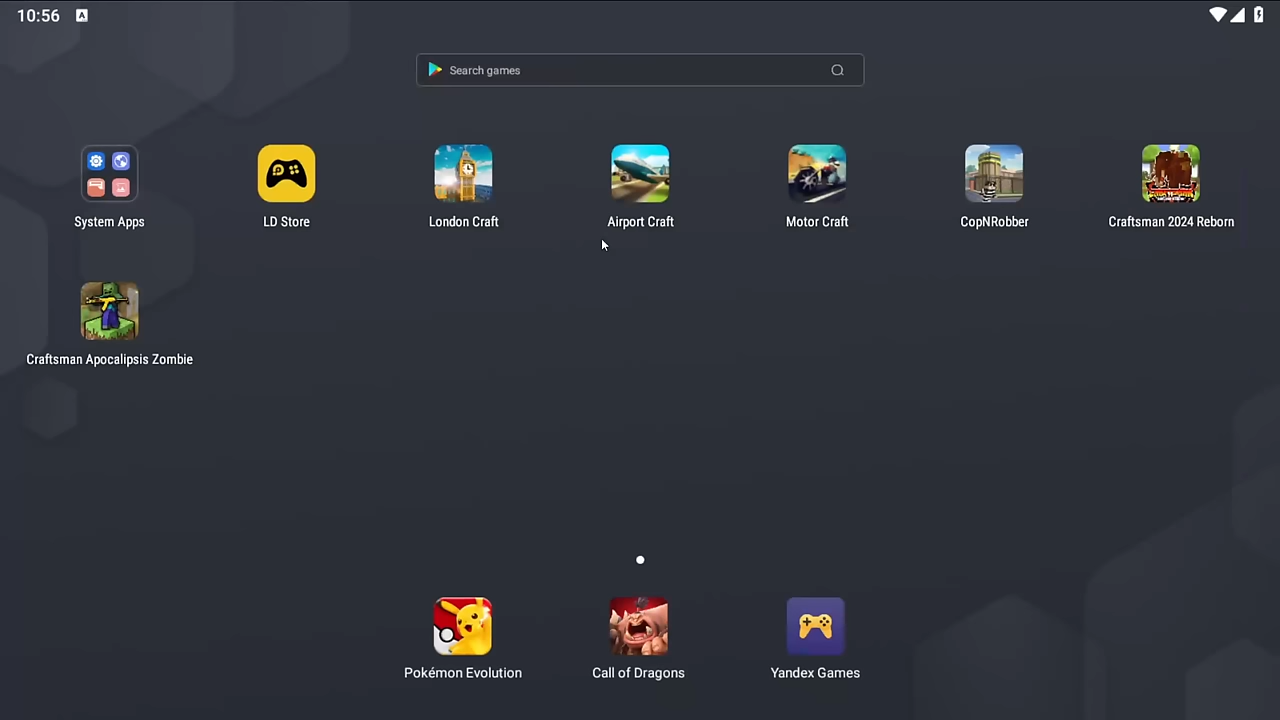 10:56
Search games
System Apps
LD Store
London Craft
Airport Craft
Motor Craft
CopNRobber
Craftsman 2024 Reborn
Craftsman Apocalipsis Zombie
Pokémon Evolution
Call of Dragons
Yandex Games